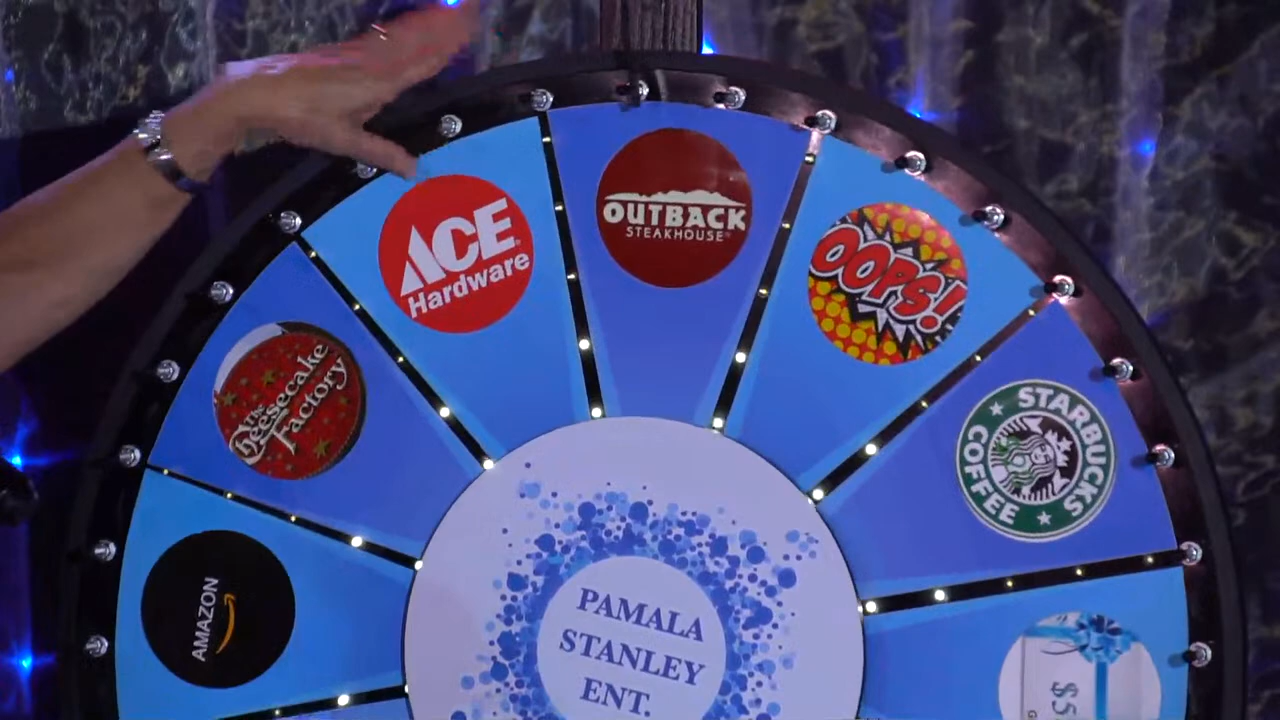 ACE
Hardware
OUTBACK
STEAKHOUSE
OOPS!
The
Cheesecake
Factory
STARBUCKS
COFFEE
AMAZON
PAMALA
STANLEY
ENT.